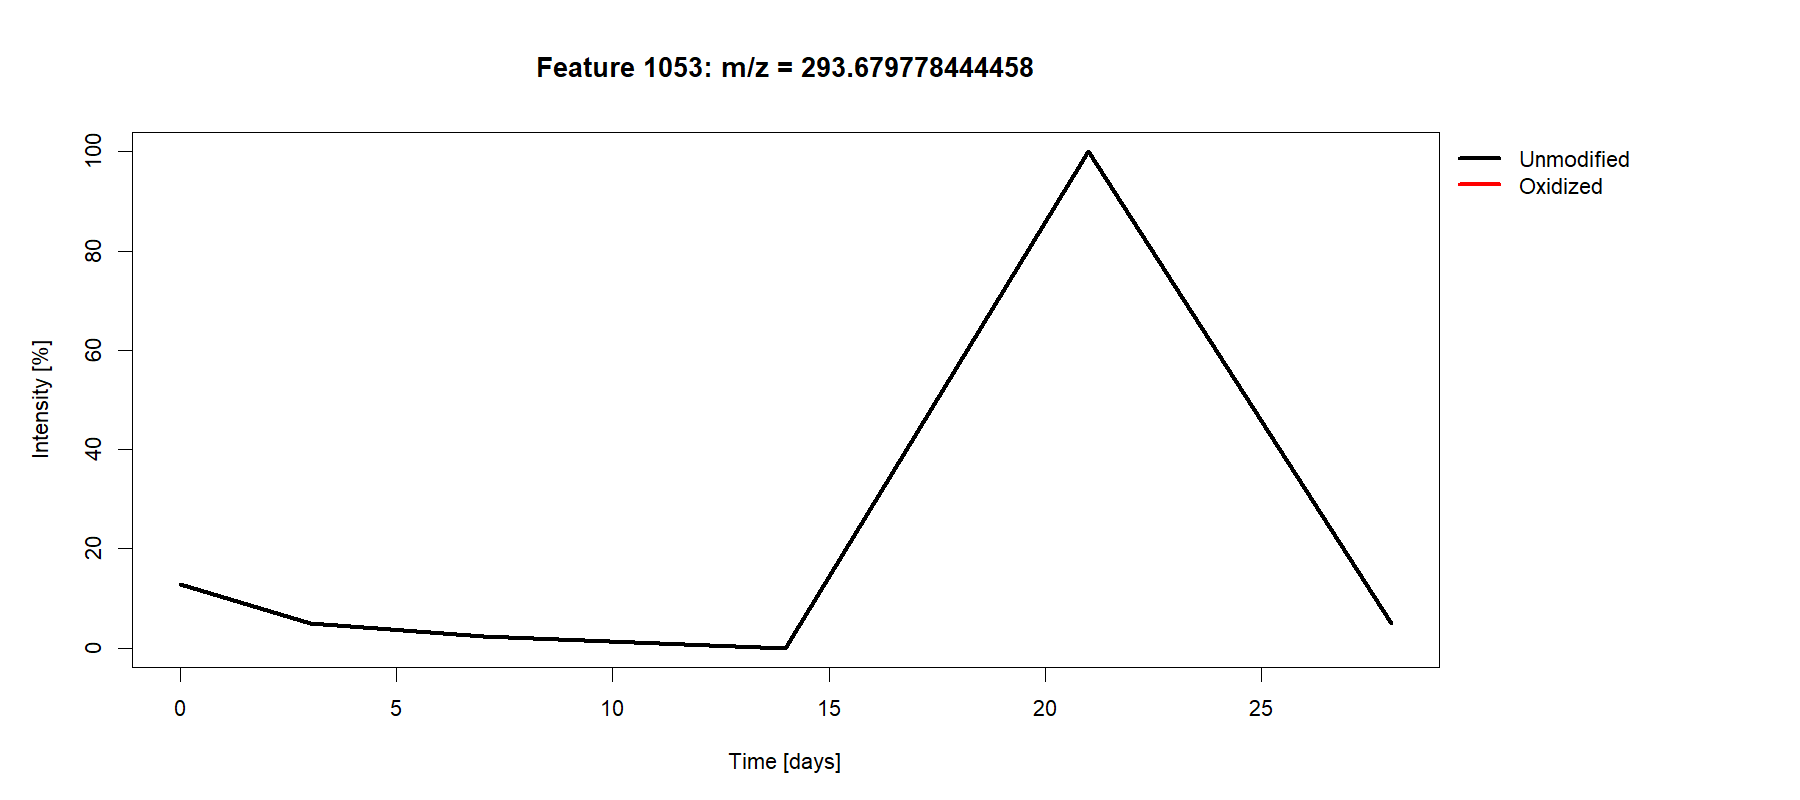 Feature 1053: m/z = 293.679778444458
Unmodified
Oxidized
Intensity [%]
100
80
60
40
20
0
0 5 10 15 20 25
Time [days]